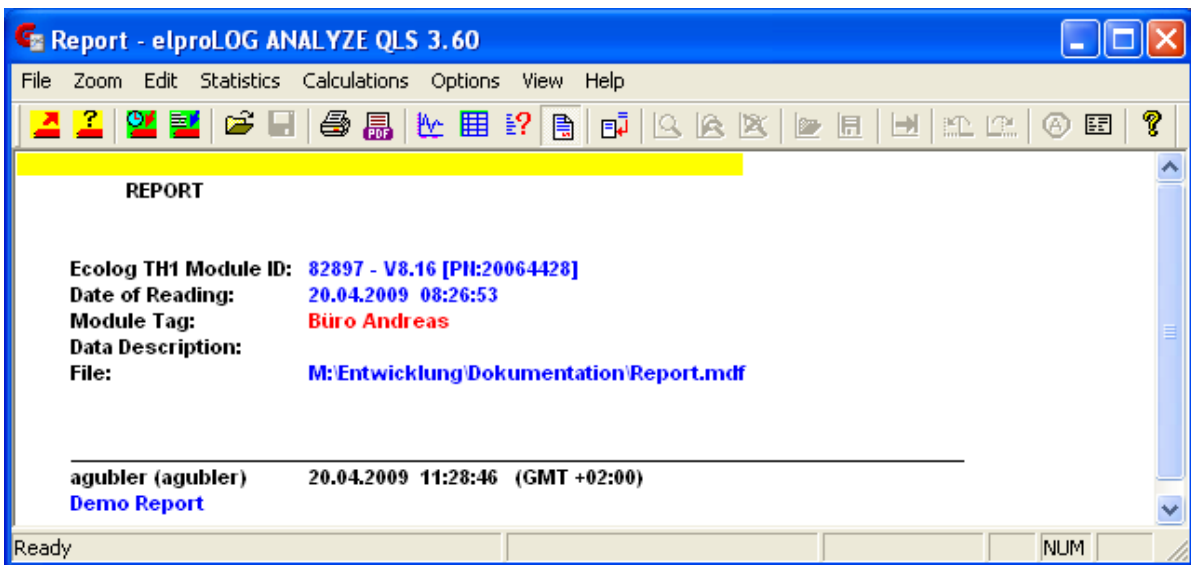 Report - elproLOG ANALYZE QLS 3.60
File Zoom Edit Statistics Calculations Options View Help
PDF
REPORT
Ecolog TH1 Module ID: 82897 - V8.16 [PN:20064428]
Date of Reading: 20.04.2009 08:26:53
Module Tag: Büro Andreas
Data Description:
File: M:\Entwicklung\Dokumentation\Report.mdf
agubler (agubler) 20.04.2009 11:28:46 (GMT +02:00)
Demo Report
Ready NUM